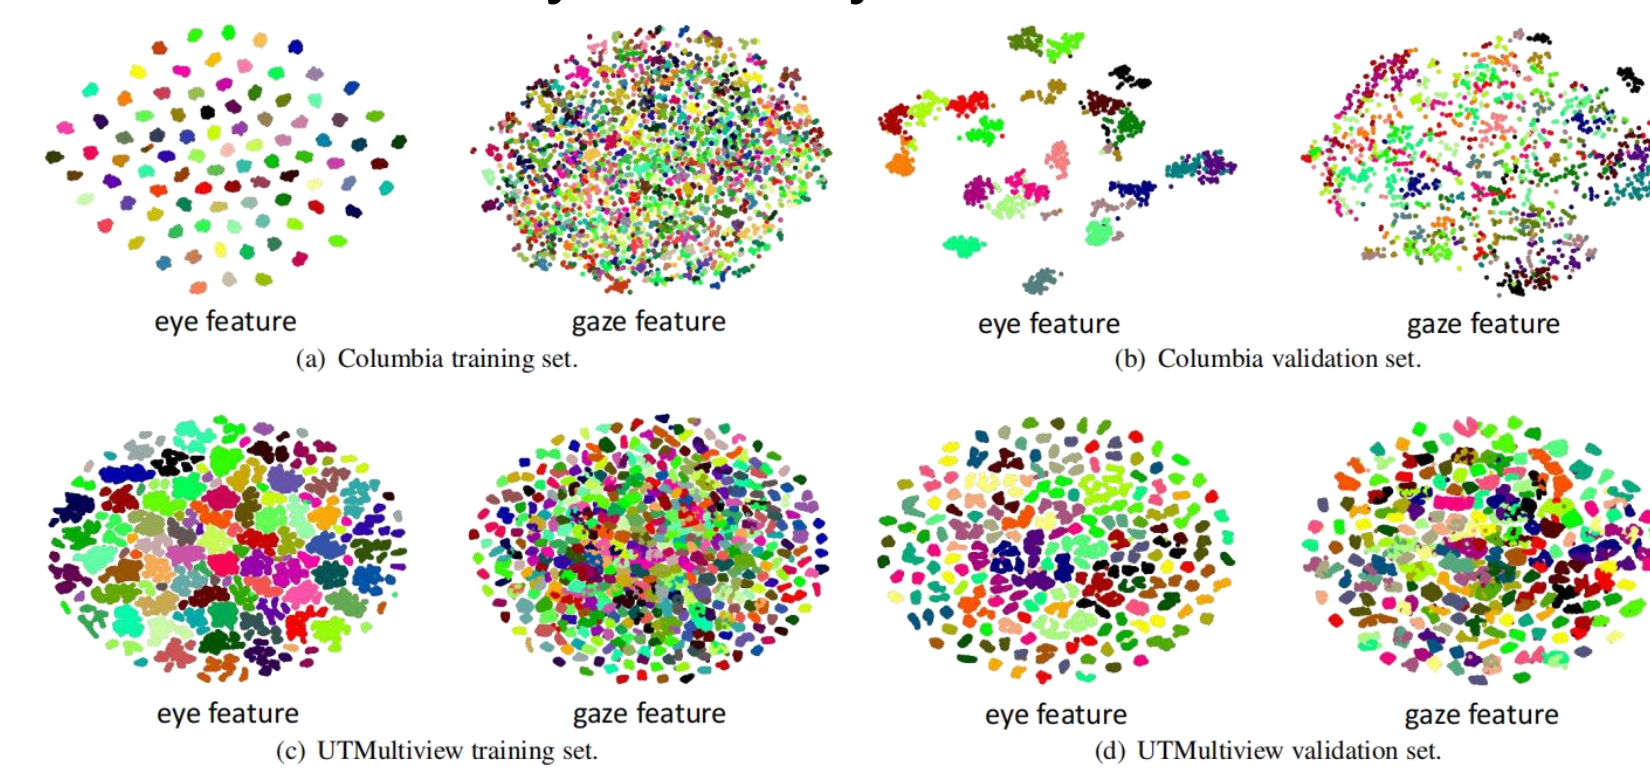 eye feature
gaze feature
eye feature
gaze feature
(a) Columbia training set.
(b) Columbia validation set.
eye feature
gaze feature
eye feature
gaze feature
(c) UTMultiview training set.
(d) UTMultiview validation set.